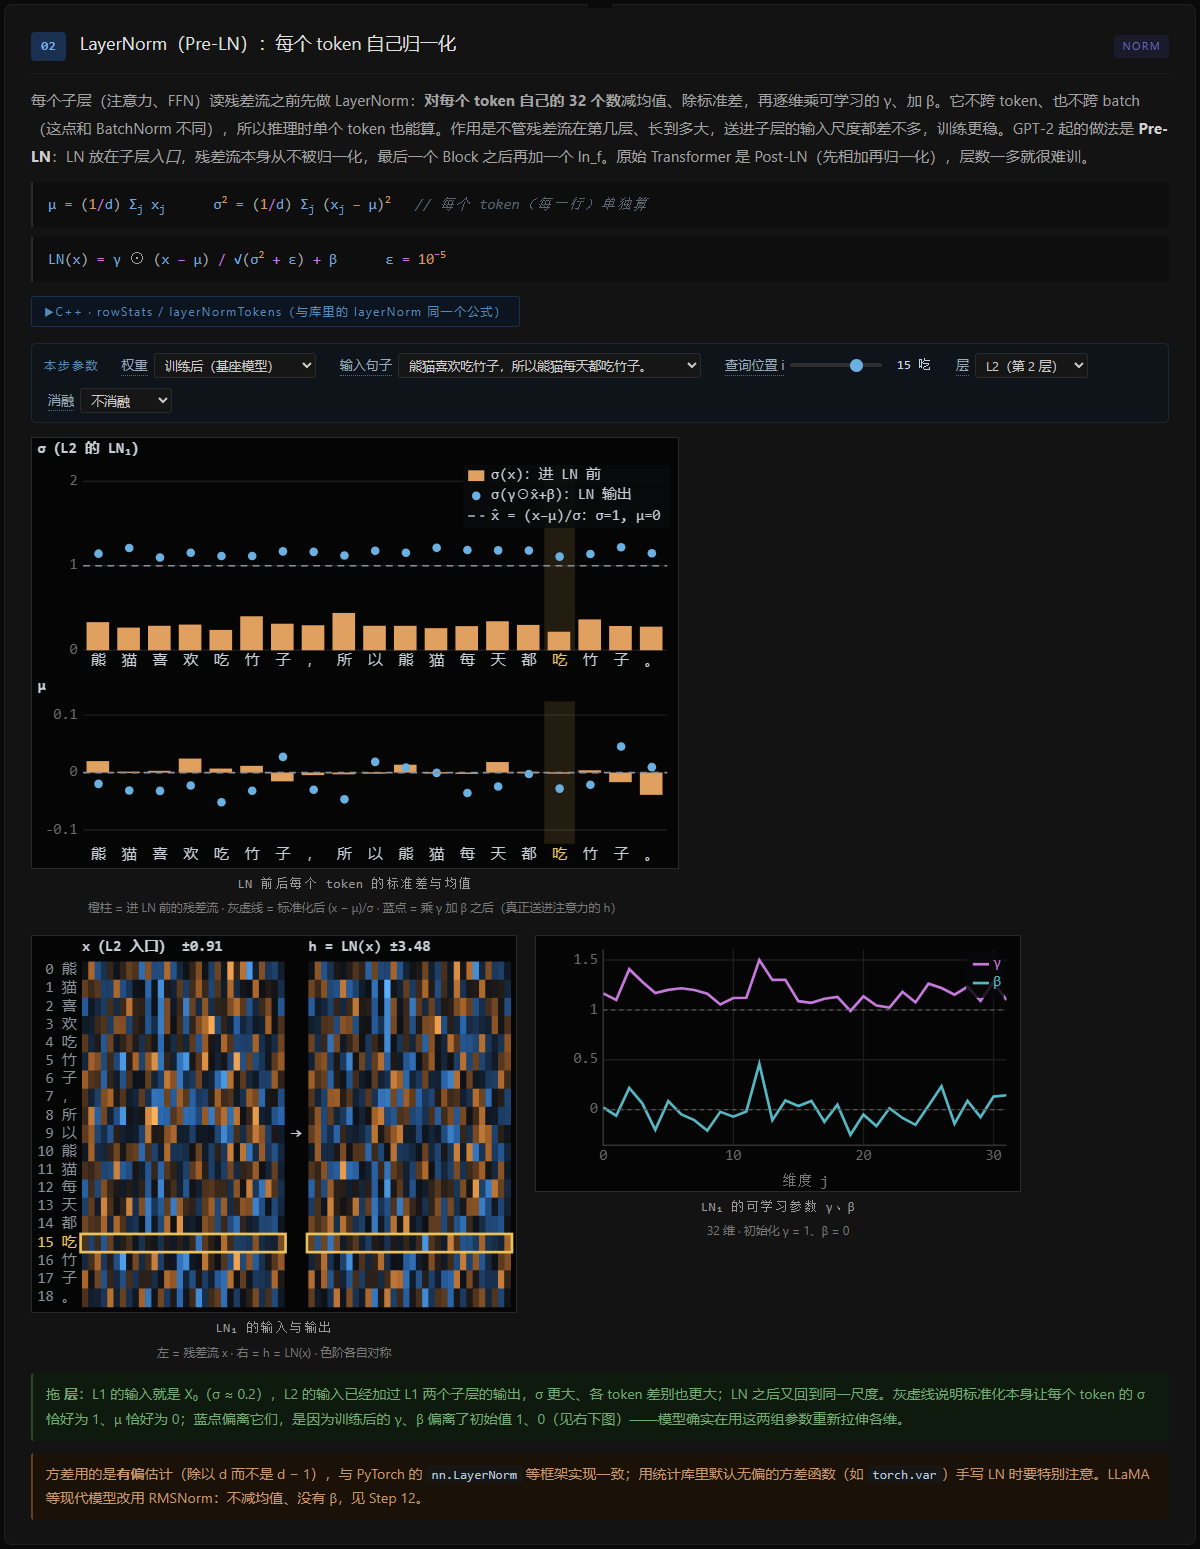 02 LayerNorm（Pre-LN）：每个 token 自己归一化 NORM
每个子层（注意力、FFN）读残差流之前先做 LayerNorm：对每个 token 自己的 32 个数减均值、除标准差，再逐维乘可学习的 γ、加 β。它不跨 token、也不跨 batch
（这点和 BatchNorm 不同），所以推理时单个 token 也能算。作用是不管残差流在第几层、长到多大，送进子层的输入尺度都差不多，训练更稳。GPT-2 起的做法是 Pre-
LN：LN 放在子层入口，残差流本身从不被归一化，最后一个 Block 之后再加一个 ln_f。原始 Transformer 是 Post-LN（先相加再归一化），层数一多就很难训。
μ = (1/d) Σj xj σ² = (1/d) Σj (xj − μ)² // 每个 token（每一行）单独算
LN(x) = γ ⊙ (x − μ) / √(σ² + ε) + β ε = 10⁻⁵
▶C++ · rowStats / layerNormTokens（与库里的 layerNorm 同一个公式）
本步参数 权重 训练后（基座模型） 输入句子 熊猫喜欢吃竹子，所以熊猫每天都吃竹子。 查询位置 i 15 吃 层 L2（第 2 层）
消融 不消融
σ (L2 的 LN₁)
σ(x)：进 LN 前
σ(γ⊙x̂+β)：LN 输出
x̂ = (x−μ)/σ：σ=1, μ=0
2
1
0
熊 猫 喜 欢 吃 竹 子 ， 所 以 熊 猫 每 天 都 吃 竹 子 。
μ
0.1
0
-0.1
熊 猫 喜 欢 吃 竹 子 ， 所 以 熊 猫 每 天 都 吃 竹 子 。
LN 前后每个 token 的标准差与均值
橙柱 = 进 LN 前的残差流 · 灰虚线 = 标准化后 (x − μ)/σ · 蓝点 = 乘 γ 加 β 之后（真正送进注意力的 h）
x (L2 入口) ±0.91 h = LN(x) ±3.48
0 熊
1 猫
2 喜
3 欢
4 吃
5 竹
6 子
7 ，
8 所
9 以
10 熊
11 猫
12 每
13 天
14 都
15 吃
16 竹
17 子
18 。
→
LN₁ 的输入与输出
左 = 残差流 x · 右 = h = LN(x) · 色阶各自对称
γ
β
1.5
1
0.5
0
0 10 20 30
维度 j
LN₁ 的可学习参数 γ、β
32 维 · 初始化 γ = 1、β = 0
拖 层：L1 的输入就是 X₀（σ ≈ 0.2），L2 的输入已经加过 L1 两个子层的输出，σ 更大、各 token 差别也更大；LN 之后又回到同一尺度。灰虚线说明标准化本身让每个 token 的 σ
恰好为 1、μ 恰好为 0；蓝点偏离它们，是因为训练后的 γ、β 偏离了初始值 1、0（见右下图）——模型确实在用这两组参数重新拉伸各维。
方差用的是有偏估计（除以 d 而不是 d − 1），与 PyTorch 的 nn.LayerNorm 等框架实现一致；用统计库里默认无偏的方差函数（如 torch.var ）手写 LN 时要特别注意。LLaMA
等现代模型改用 RMSNorm：不减均值、没有 β，见 Step 12。